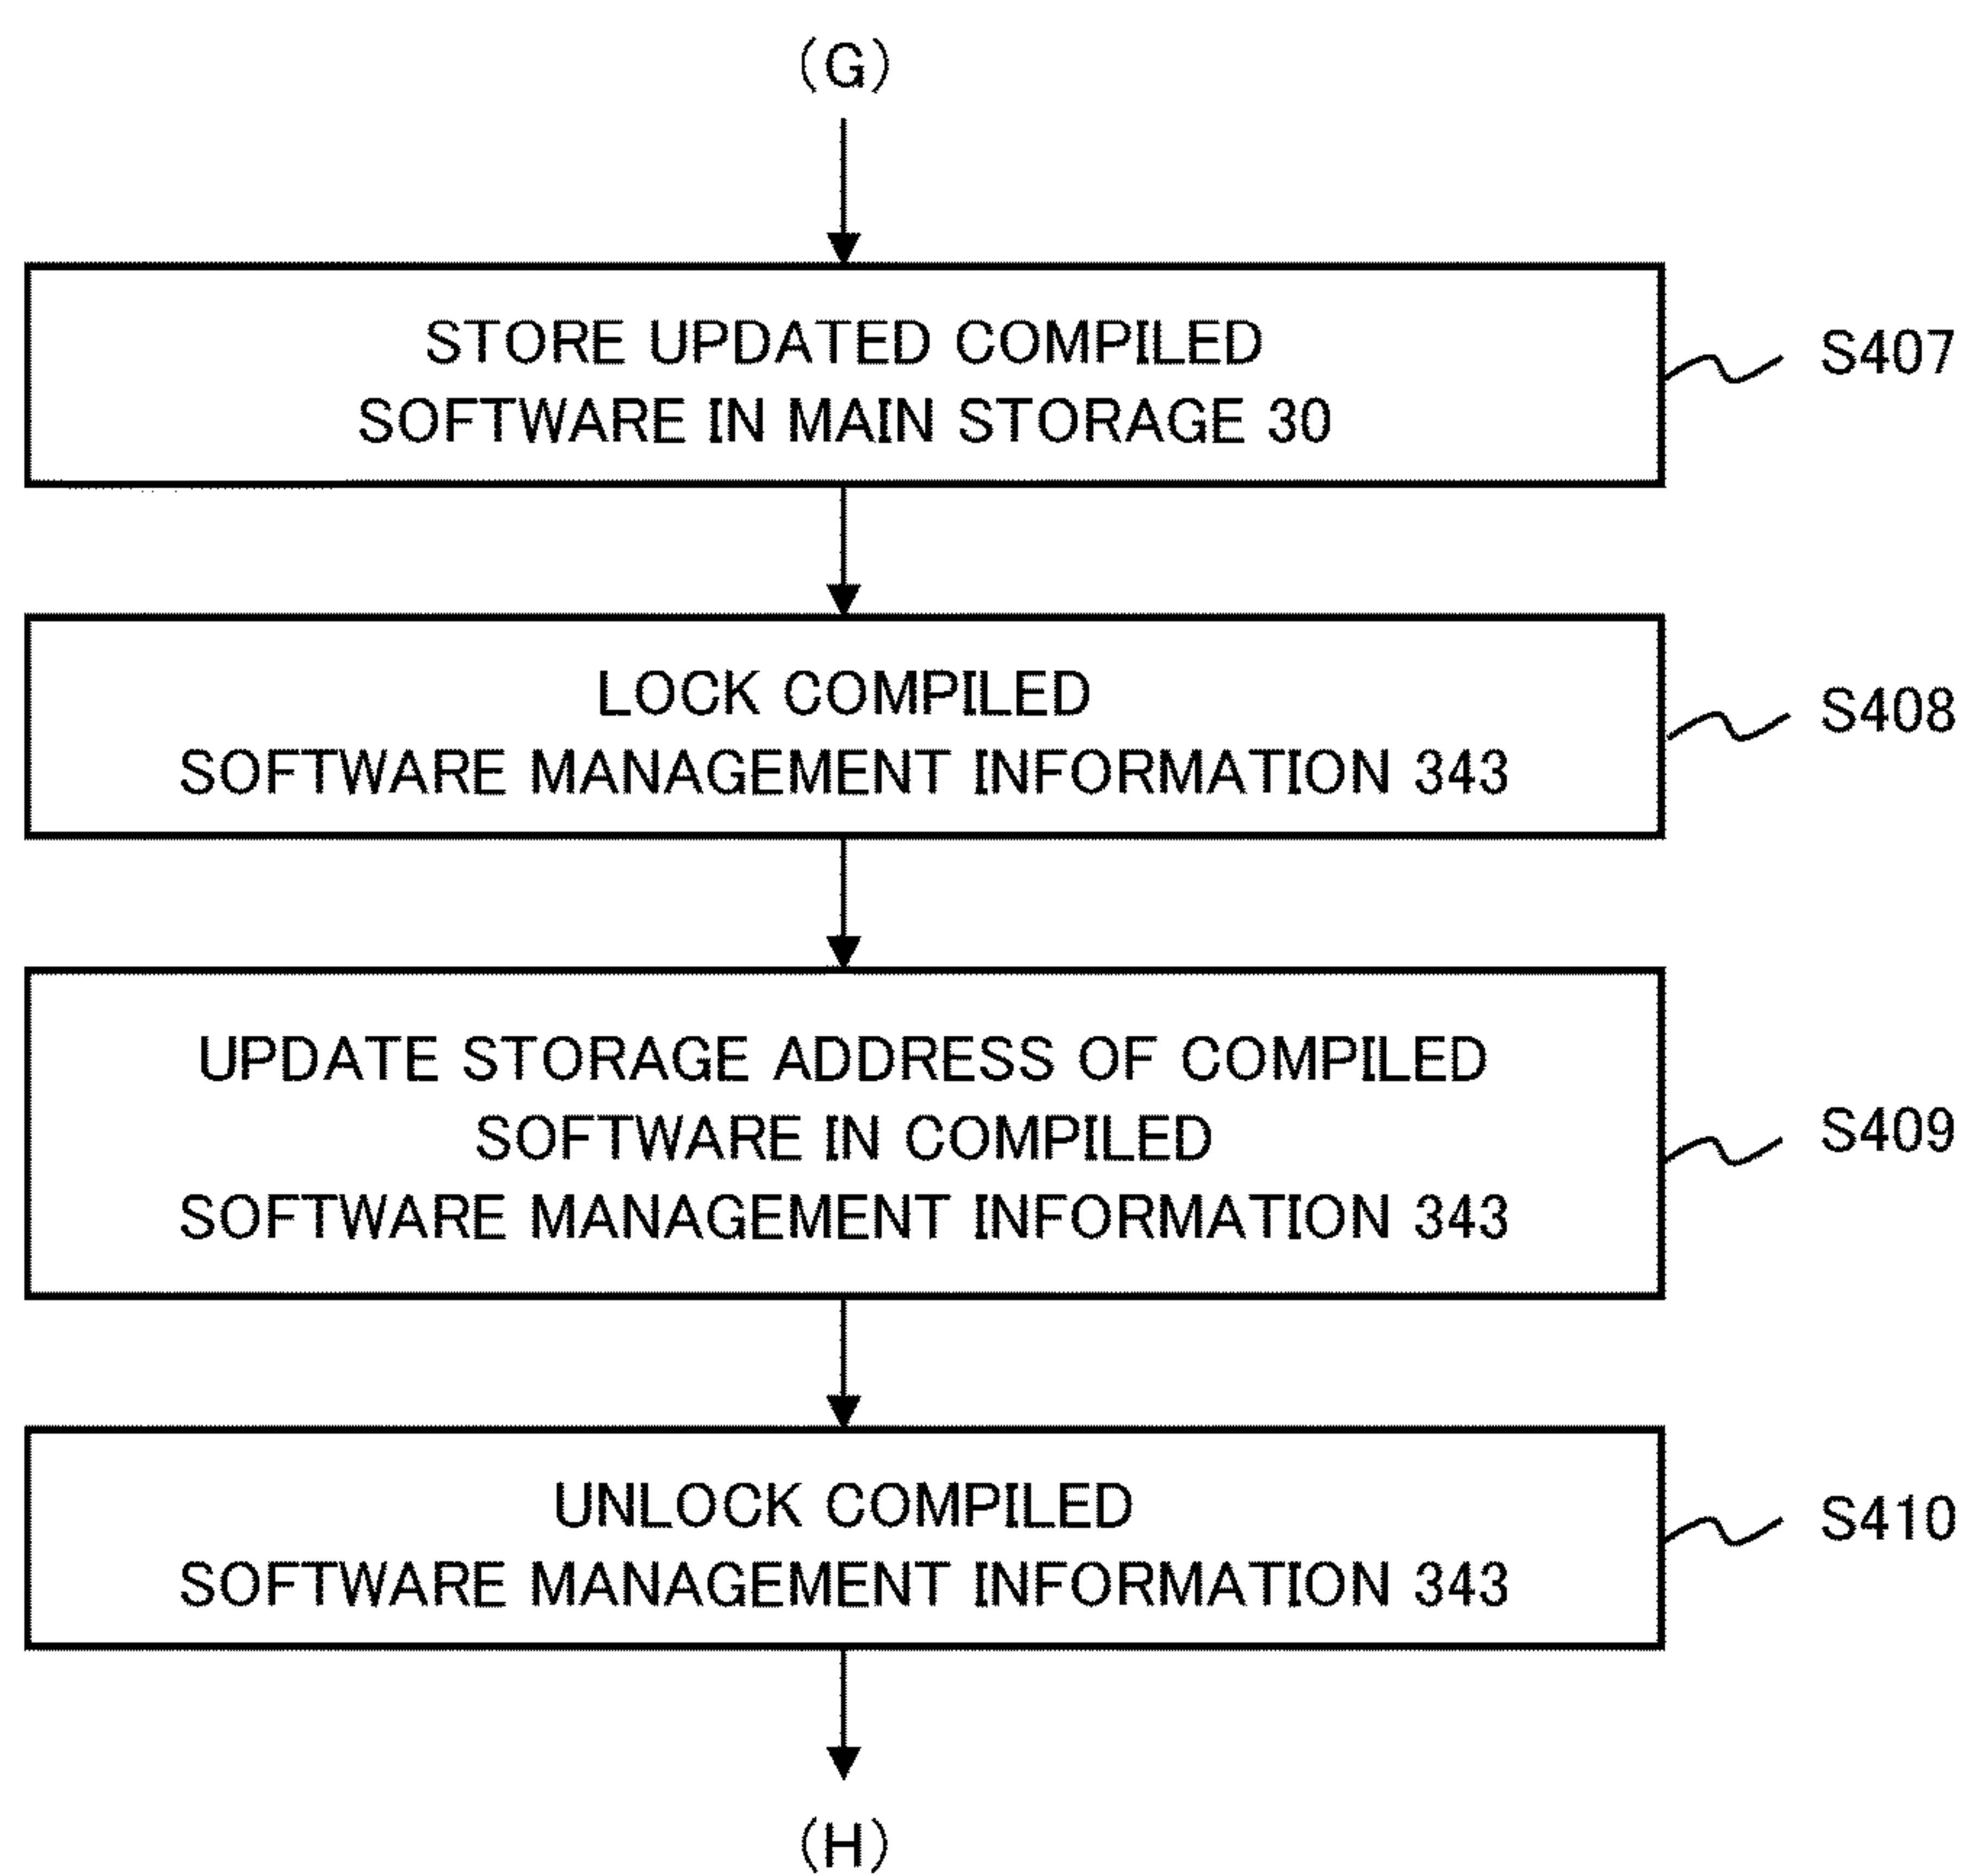 (G)
STORE UPDATED COMPILED
SOFTWARE IN MAIN STORAGE 30
S407
LOCK COMPILED
SOFTWARE MANAGEMENT INFORMATION 343
S408
UPDATE STORAGE ADDRESS OF COMPILED
SOFTWARE IN COMPILED
SOFTWARE MANAGEMENT INFORMATION 343
S409
UNLOCK COMPILED
SOFTWARE MANAGEMENT INFORMATION 343
S410
(H)